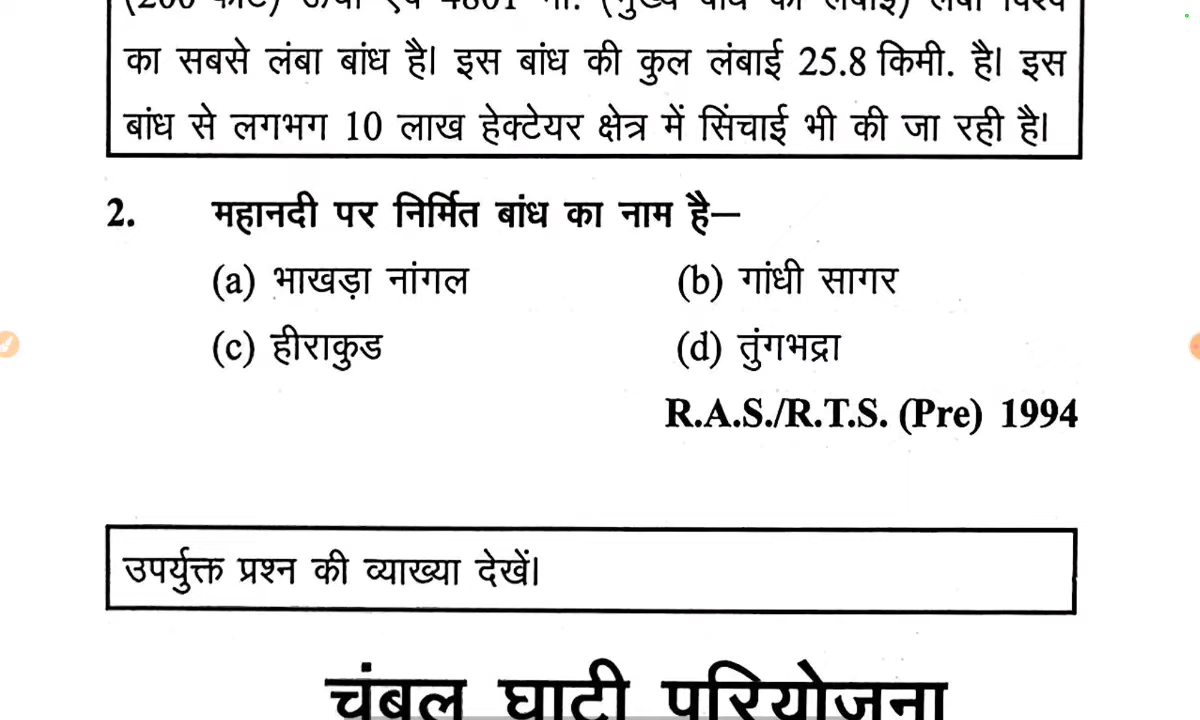 का सबसे लंबा बांध है। इस बांध की कुल लंबाई 25.8 किमी. है। इस
बांध से लगभग 10 लाख हेक्टेयर क्षेत्र में सिंचाई भी की जा रही है।
2. महानदी पर निर्मित बांध का नाम है—
(a) भाखड़ा नांगल (b) गांधी सागर
(c) हीराकुड (d) तुंगभद्रा
R.A.S./R.T.S. (Pre) 1994
उपर्युक्त प्रश्न की व्याख्या देखें।
चंबल घाटी परियोजना